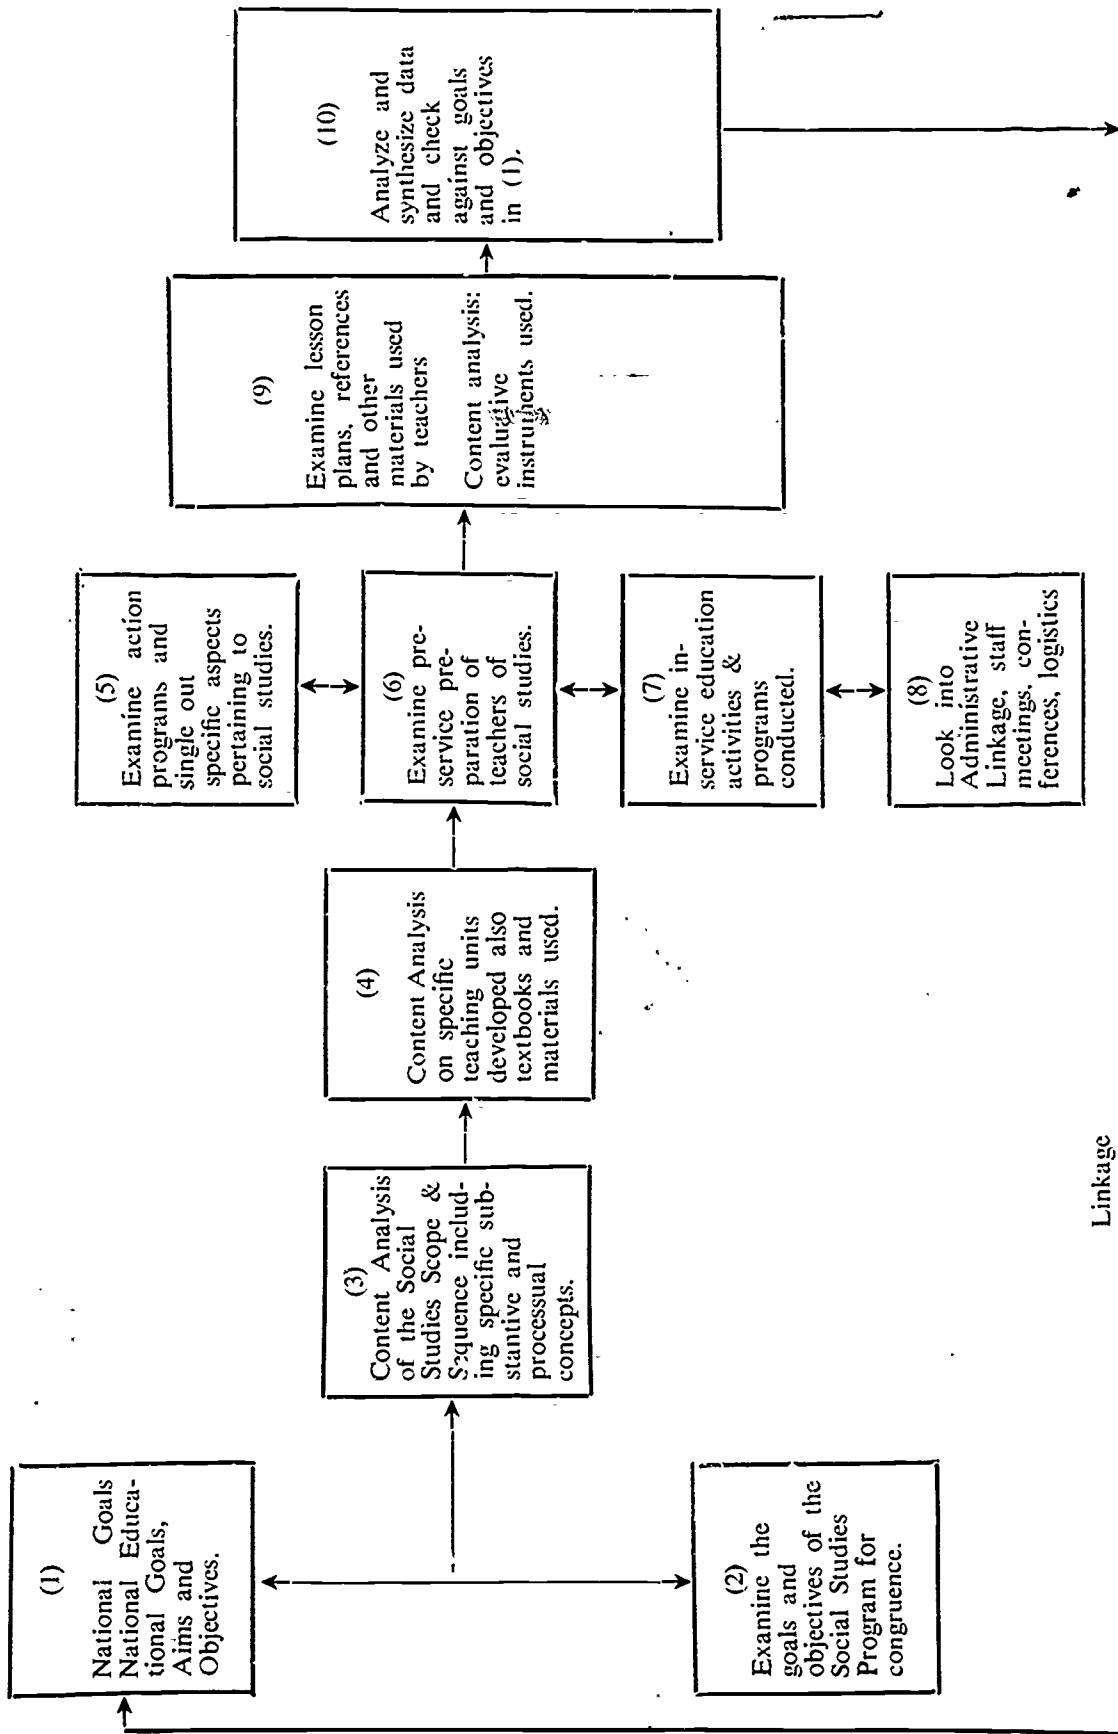 (1)
National Goals
National Educa-
tional Goals,
Aims and
Objectives.
(2)
Examine the
goals and
objectives of the
Social Studies
Program for
congruence.
(3)
Content Analysis
of the Social
Studies Scope &
Sequence includ-
ing specific sub-
stantive and
processual
concepts.
(4)
Content Analysis
on specific
teaching units
developed also
textbooks and
materials used.
(5)
Examine action
programs and
single out
specific aspects
pertaining to
social studies.
(6)
Examine pre-
service pre-
paration of
teachers of
social studies.
(7)
Examine in-
service education
activities &
programs
conducted.
(8)
Look into
Administrative
Linkage, staff
meetings, con-
ferences, logistics
(9)
Examine lesson
plans, references
and other
materials used
by teachers
Content analysis:
evaluative
instruments used.
(10)
Analyze and
synthesize data
and check
against goals
and objectives
in (1).
Linkage